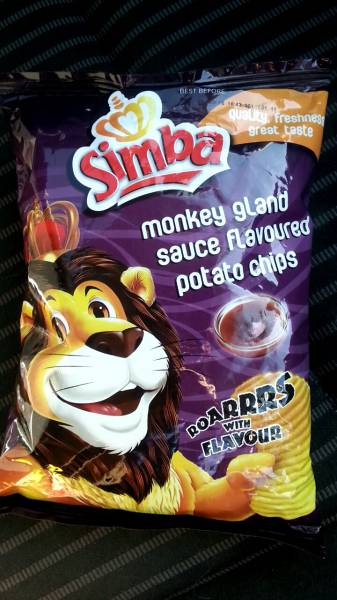 BEST BEFORE
quality, freshness
great taste
Simba
monkey gland
sauce flavoured
potato chips
ROARRRS
WITH
FLAVOUR